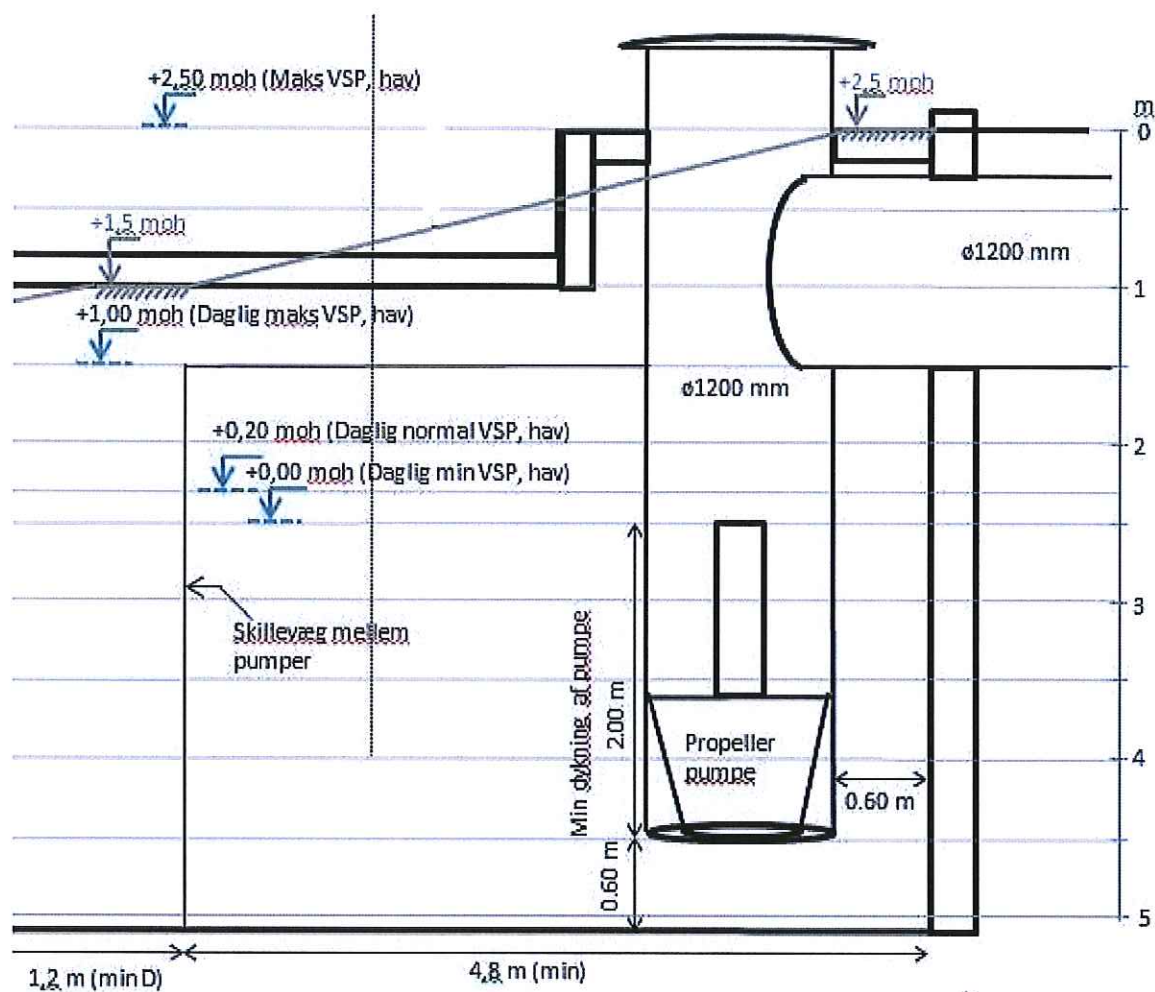 +2,50 moh (Maks VSP, hav)
+2,5 moh
m
0
+1,5 moh
ø1200 mm
1
+1,00 moh (Daglig maks VSP, hav)
ø1200 mm
+0,20 moh (Daglig normal VSP, hav)
2
+0,00 moh (Daglig min VSP, hav)
3
Skillevæg mellem
pumper
Min dykning af pumpe
2.00 m
Propeller
pumpe
4
0.60 m
0.60 m
5
1,2 m (min D)
4,8 m (min)